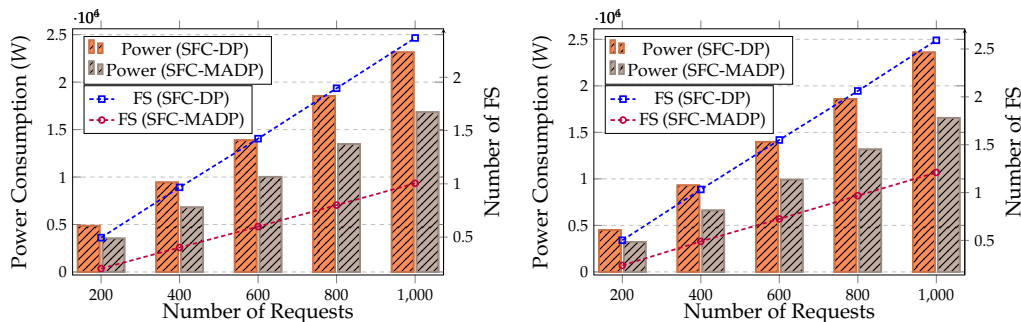 ·10⁶
2.5
2
1.5
1
0.5
0
Power Consumption (W)
Power (SFC-DP)
Power (SFC-MADP)
FS (SFC-DP)
FS (SFC-MADP)
2
1.5
1
0.5
Number of FS
200 400 600 800 1,000
Number of Requests
·10⁶
2.5
2
1.5
1
0.5
0
Power Consumption (W)
Power (SFC-DP)
Power (SFC-MADP)
FS (SFC-DP)
FS (SFC-MADP)
2.5
2
1.5
1
0.5
Number of FS
200 400 600 800 1,000
Number of Requests